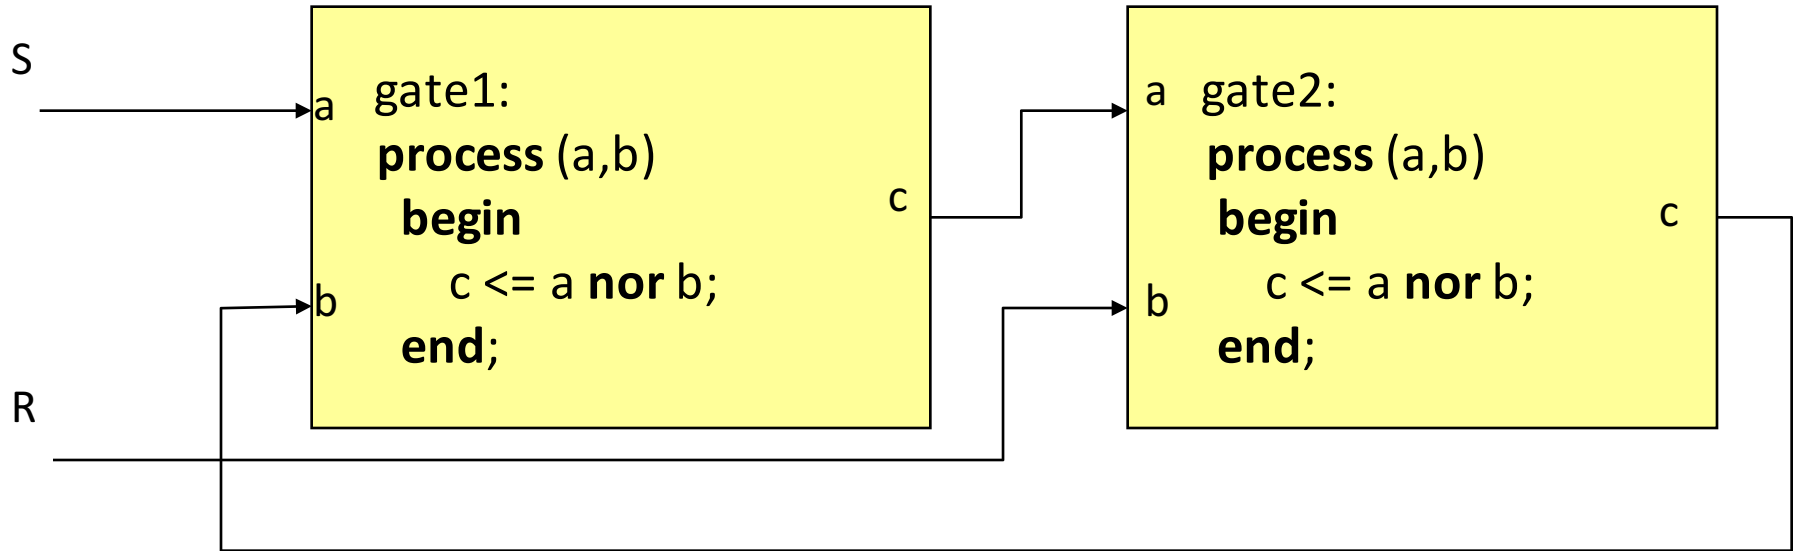 S
R
a gate1:
process (a,b)
begin
c <= a nor b;
end;
b
c
a gate2:
process (a,b)
begin
c <= a nor b;
end;
b
c